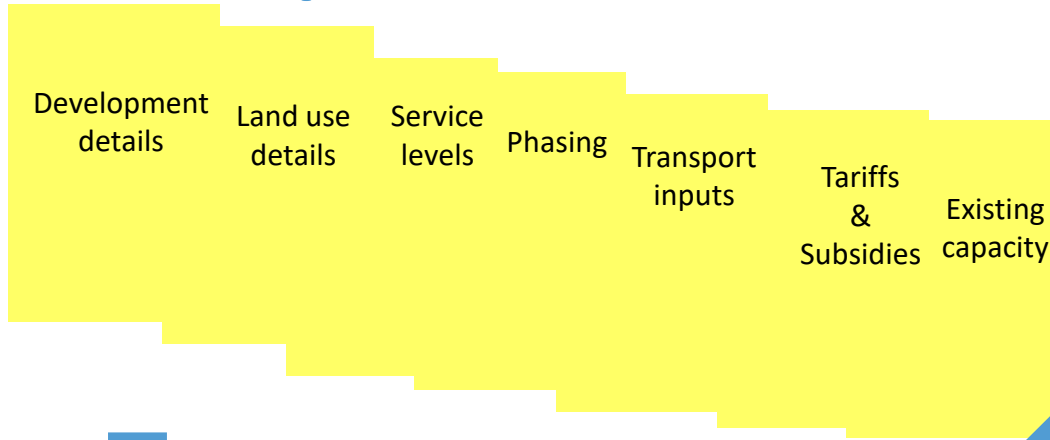 Development
details
Land use
details
Service
levels
Phasing
Transport
inputs
Tariffs
&
Subsidies
Existing
capacity